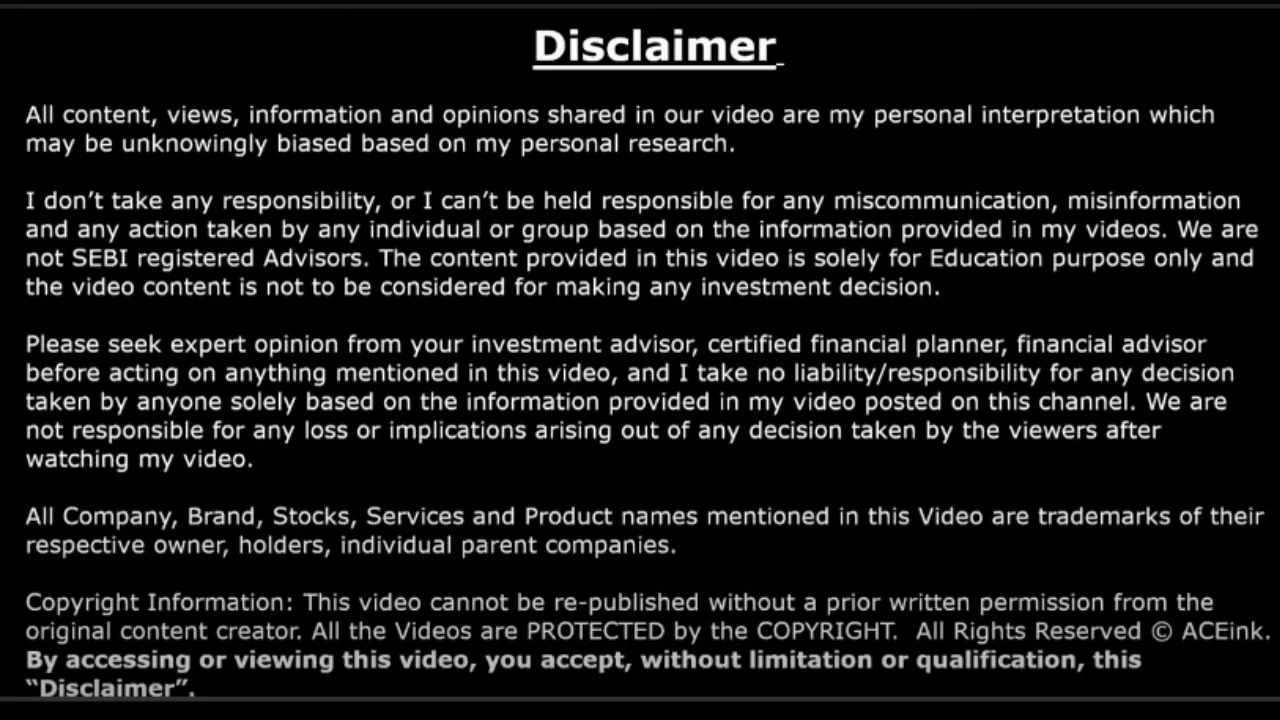 Disclaimer
All content, views, information and opinions shared in our video are my personal interpretation which
may be unknowingly biased based on my personal research.
I don’t take any responsibility, or I can’t be held responsible for any miscommunication, misinformation
and any action taken by any individual or group based on the information provided in my videos. We are
not SEBI registered Advisors. The content provided in this video is solely for Education purpose only and
the video content is not to be considered for making any investment decision.
Please seek expert opinion from your investment advisor, certified financial planner, financial advisor
before acting on anything mentioned in this video, and I take no liability/responsibility for any decision
taken by anyone solely based on the information provided in my video posted on this channel. We are
not responsible for any loss or implications arising out of any decision taken by the viewers after
watching my video.
All Company, Brand, Stocks, Services and Product names mentioned in this Video are trademarks of their
respective owner, holders, individual parent companies.
Copyright Information: This video cannot be re-published without a prior written permission from the
original content creator. All the Videos are PROTECTED by the COPYRIGHT.  All Rights Reserved © ACEink.
By accessing or viewing this video, you accept, without limitation or qualification, this
“Disclaimer”.